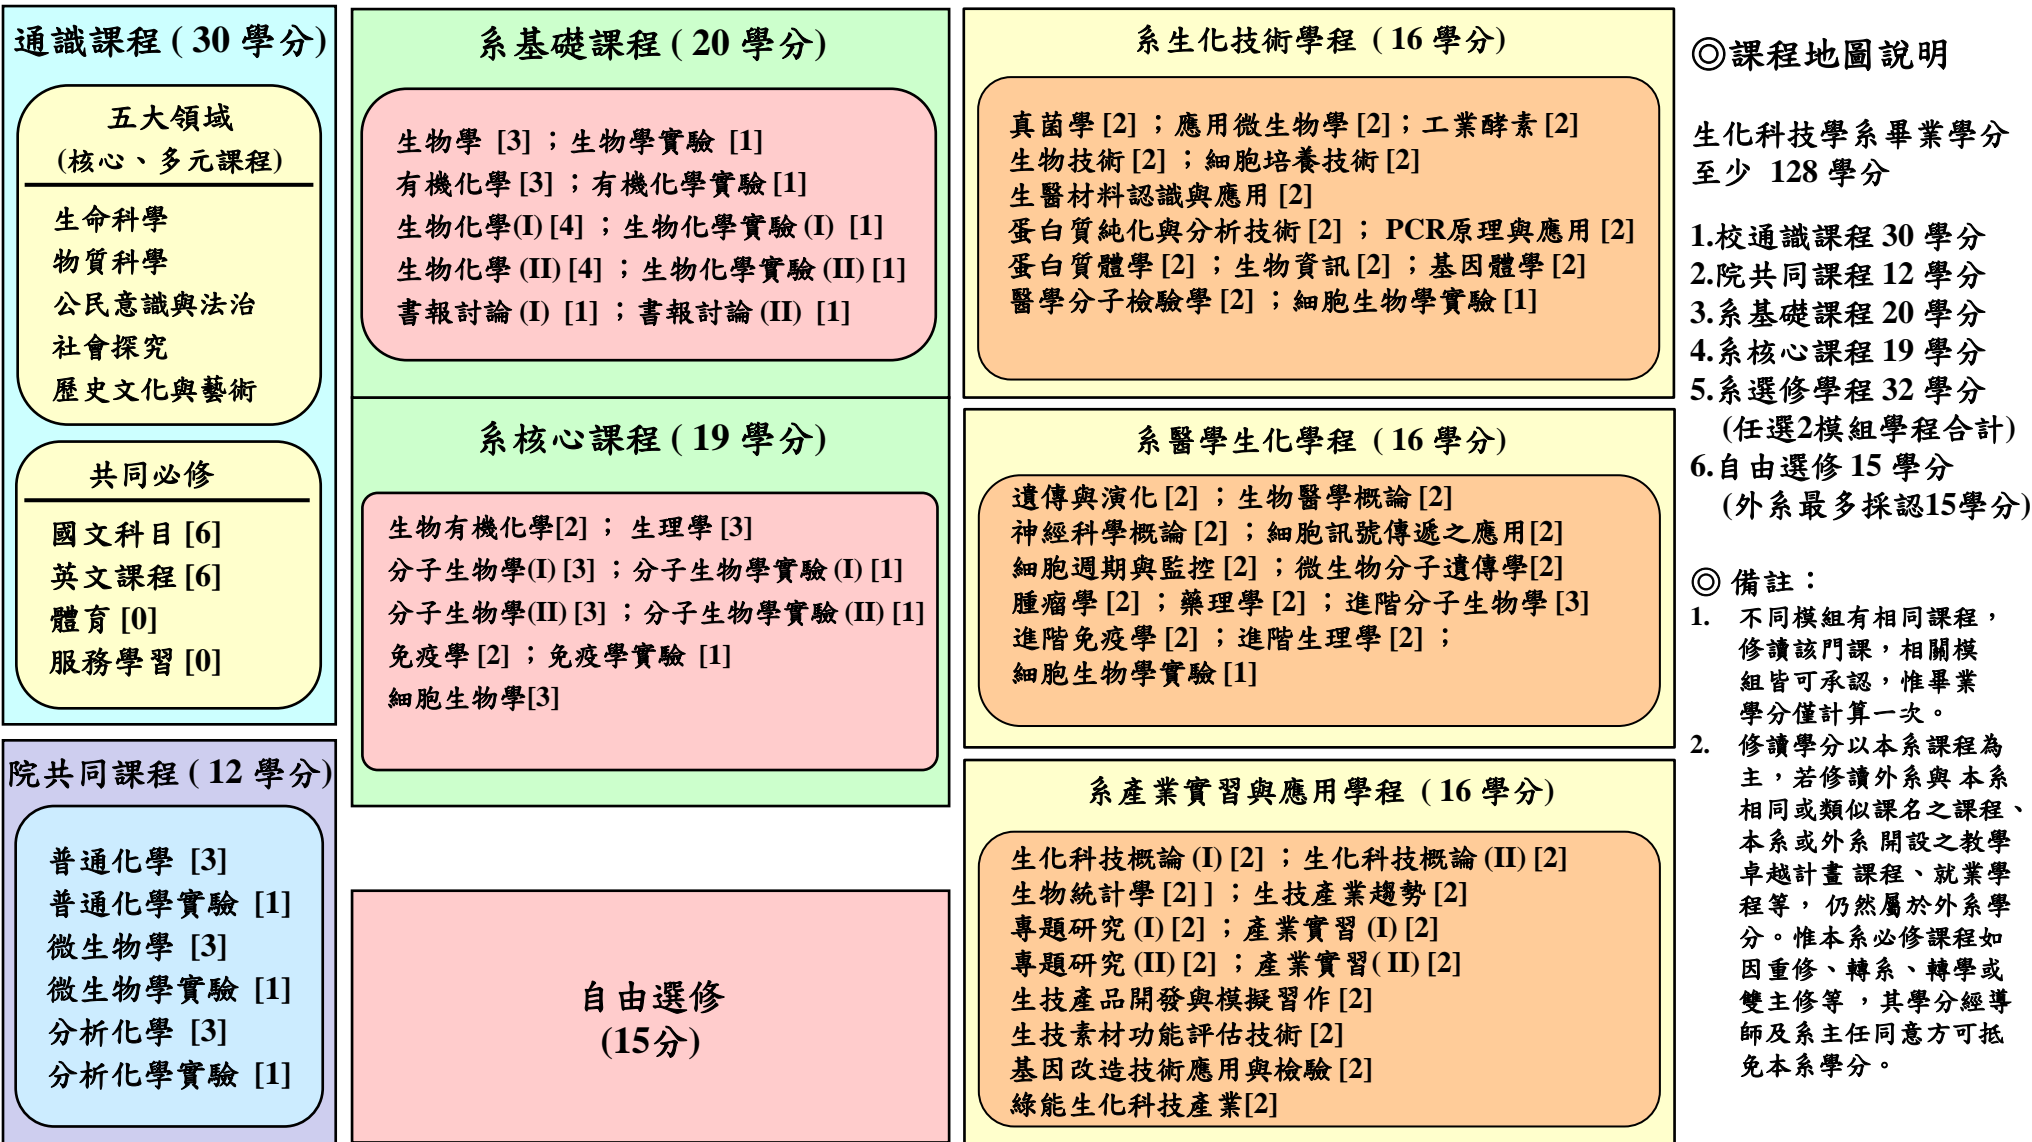 通識課程 ( 30 學分)
五大領域
(核心、多元課程)
生命科學
物質科學
公民意識與法治
社會探究
歷史文化與藝術
共同必修
國文科目 [6]
英文課程 [6]
體育 [0]
服務學習 [0]
院共同課程 ( 12 學分)
普通化學 [3]
普通化學實驗 [1]
微生物學 [3]
微生物學實驗 [1]
分析化學 [3]
分析化學實驗 [1]
系基礎課程 ( 20 學分)
生物學 [3] ；生物學實驗 [1]
有機化學 [3] ；有機化學實驗 [1]
生物化學(I) [4] ；生物化學實驗 (I) [1]
生物化學 (II) [4] ；生物化學實驗 (II) [1]
書報討論 (I) [1] ；書報討論 (II) [1]
系核心課程 ( 19 學分)
生物有機化學[2] ； 生理學 [3]
分子生物學(I) [3] ；分子生物學實驗 (I) [1]
分子生物學(II) [3] ；分子生物學實驗 (II) [1]
免疫學 [2] ；免疫學實驗 [1]
細胞生物學[3]
自由選修
(15分)
系生化技術學程 ( 16 學分)
真菌學 [2] ；應用微生物學 [2]；工業酵素 [2]
生物技術 [2] ；細胞培養技術 [2]
生醫材料認識與應用 [2]
蛋白質純化與分析技術 [2] ； PCR原理與應用 [2]
蛋白質體學 [2] ；生物資訊 [2] ；基因體學 [2]
醫學分子檢驗學 [2] ；細胞生物學實驗 [1]
系醫學生化學程 ( 16 學分)
遺傳與演化 [2] ；生物醫學概論 [2]
神經科學概論 [2] ；細胞訊號傳遞之應用[2]
細胞週期與監控 [2] ；微生物分子遺傳學[2]
腫瘤學 [2] ；藥理學 [2] ；進階分子生物學 [3]
進階免疫學 [2] ；進階生理學 [2] ；
細胞生物學實驗 [1]
系產業實習與應用學程 ( 16 學分)
生化科技概論 (I) [2] ；生化科技概論 (II) [2]
生物統計學 [2] ] ；生技產業趨勢 [2]
專題研究 (I) [2] ；產業實習 (I) [2]
專題研究 (II) [2] ；產業實習( II) [2]
生技產品開發與模擬習作 [2]
生技素材功能評估技術 [2]
基因改造技術應用與檢驗 [2]
綠能生化科技產業[2]
◎課程地圖說明
生化科技學系畢業學分
至少 128 學分
1.校通識課程 30 學分
2.院共同課程 12 學分
3.系基礎課程 20 學分
4.系核心課程 19 學分
5.系選修學程 32 學分
(任選2模組學程合計)
6.自由選修 15 學分
(外系最多採認15學分)
◎ 備註：
1. 不同模組有相同課程，
修讀該門課，相關模
組皆可承認，惟畢業
學分僅計算一次。
2. 修讀學分以本系課程為
主，若修讀外系與 本系
相同或類似課名之課程、
本系或外系 開設之教學
卓越計畫 課程、就業學
程等， 仍然屬於外系學
分。惟本系必修課程如
因重修、轉系、轉學或
雙主修等 ，其學分經導
師及系主任同意方可抵
免本系學分。